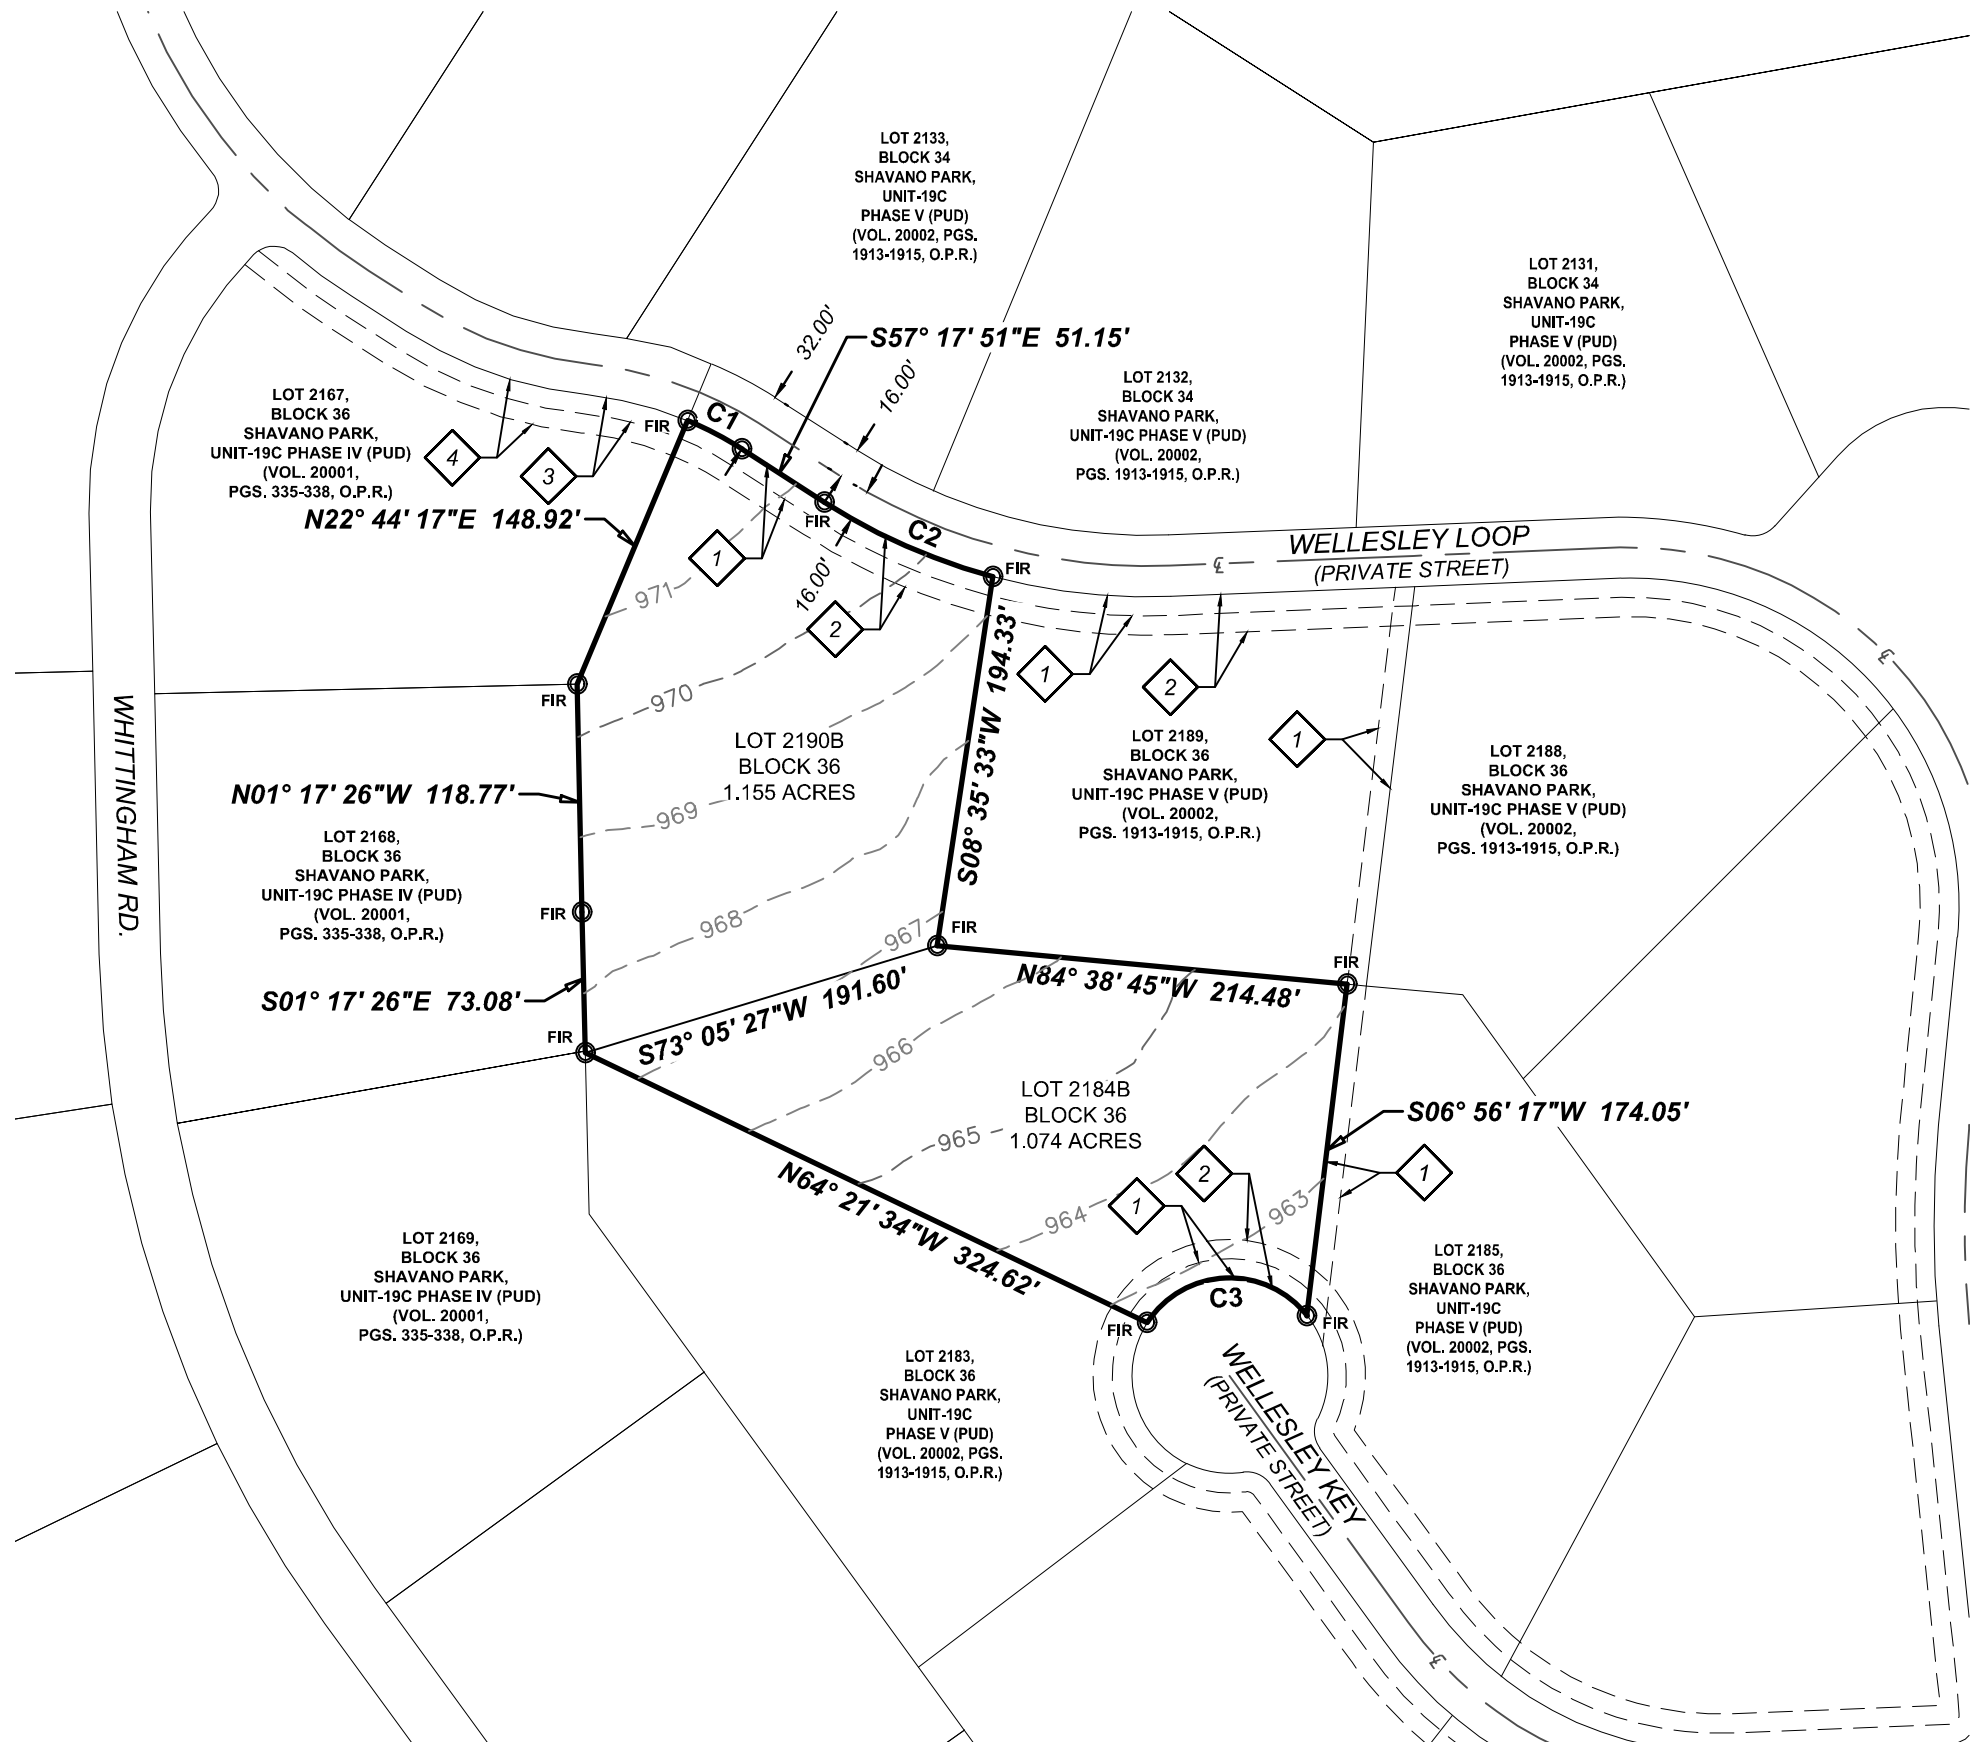 LOT 2133,
BLOCK 34
SHAVANO PARK,
UNIT-19C
PHASE V (PUD)
(VOL. 20002, PGS.
1913-1915, O.P.R.)
LOT 2131,
BLOCK 34
SHAVANO PARK,
UNIT-19C
PHASE V (PUD)
(VOL. 20002, PGS.
1913-1915, O.P.R.)
32.00'
S57° 17' 51"E 51.15'
16.00'
LOT 2132,
BLOCK 34
SHAVANO PARK,
UNIT-19C PHASE V (PUD)
(VOL. 20002,
PGS. 1913-1915, O.P.R.)
LOT 2167,
BLOCK 36
SHAVANO PARK,
UNIT-19C PHASE IV (PUD)
(VOL. 20001,
PGS. 335-338, O.P.R.)
4
3
FIR
C1
N22° 44' 17"E 148.92'
FIR
C2
1
16.00'
2
FIR
WELLESLEY LOOP
(PRIVATE STREET)
971
970
FIR
S08° 35' 33"W 194.33'
1
2
1
LOT 2190B
BLOCK 36
1.155 ACRES
LOT 2189,
BLOCK 36
SHAVANO PARK,
UNIT-19C PHASE V (PUD)
(VOL. 20002,
PGS. 1913-1915, O.P.R.)
LOT 2188,
BLOCK 36
SHAVANO PARK,
UNIT-19C PHASE V (PUD)
(VOL. 20002,
PGS. 1913-1915, O.P.R.)
WHITTINGHAM RD.
N01° 17' 26"W 118.77'
969
LOT 2168,
BLOCK 36
SHAVANO PARK,
UNIT-19C PHASE IV (PUD)
(VOL. 20001,
PGS. 335-338, O.P.R.)
FIR
968
967
FIR
S01° 17' 26"E 73.08'
FIR
S73° 05' 27"W 191.60'
N84° 38' 45"W 214.48'
FIR
966
965
LOT 2184B
BLOCK 36
1.074 ACRES
S06° 56' 17"W 174.05'
1
2
1
964
963
N64° 21' 34"W 324.62'
FIR
C3
FIR
LOT 2169,
BLOCK 36
SHAVANO PARK,
UNIT-19C PHASE IV (PUD)
(VOL. 20001,
PGS. 335-338, O.P.R.)
LOT 2185,
BLOCK 36
SHAVANO PARK,
UNIT-19C
PHASE V (PUD)
(VOL. 20002, PGS.
1913-1915, O.P.R.)
LOT 2183,
BLOCK 36
SHAVANO PARK,
UNIT-19C
PHASE V (PUD)
(VOL. 20002, PGS.
1913-1915, O.P.R.)
WELLESLEY KEY
(PRIVATE STREET)